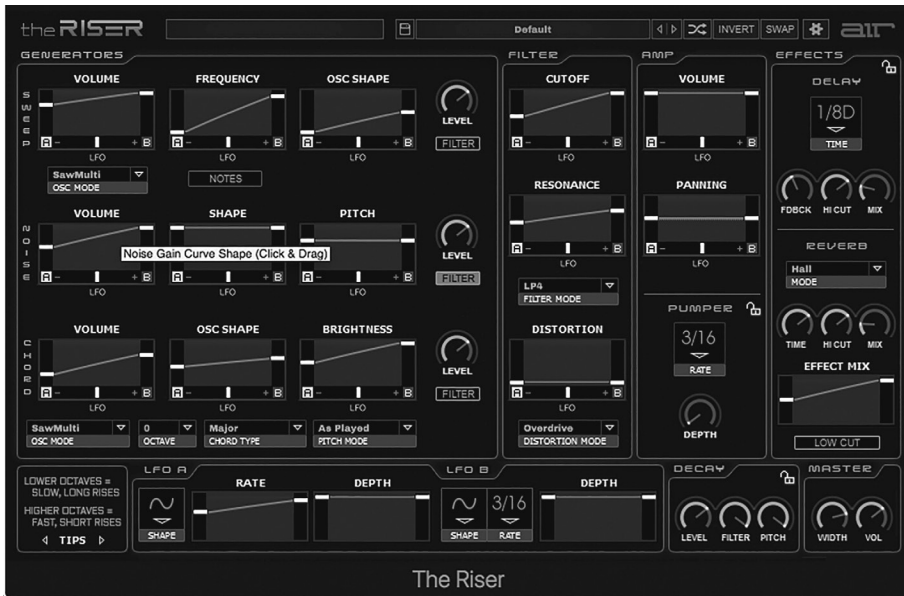 the RISER
Default
INVERT
SWAP
air
GENERATORS
SWEEP
VOLUME
FREQUENCY
OSC SHAPE
A - + B
A - + B
A - + B
LFO
LFO
LFO
LEVEL
FILTER
SawMulti
OSC MODE
NOTES
NOISE
VOLUME
SHAPE
PITCH
Noise Gain Curve Shape (Click & Drag)
A - + B
A - + B
A - + B
LFO
LFO
LFO
LEVEL
FILTER
CHORD
VOLUME
OSC SHAPE
BRIGHTNESS
A - + B
A - + B
A - + B
LFO
LFO
LFO
LEVEL
FILTER
SawMulti
OSC MODE
0
OCTAVE
Major
CHORD TYPE
As Played
PITCH MODE
FILTER
CUTOFF
A - + B
LFO
RESONANCE
A - + B
LFO
LP4
FILTER MODE
DISTORTION
A - + B
LFO
Overdrive
DISTORTION MODE
AMP
VOLUME
A - + B
LFO
PANNING
A - + B
LFO
PUMPER
3/16
RATE
DEPTH
EFFECTS
DELAY
1/8D
TIME
FDBCK
HI CUT
MIX
REVERB
Hall
MODE
TIME
HI CUT
MIX
EFFECT MIX
LOW CUT
LOWER OCTAVES =
SLOW, LONG RISES
HIGHER OCTAVES =
FAST, SHORT RISES
TIPS
LFO A
SHAPE
RATE
DEPTH
LFO B
SHAPE
3/16
RATE
DEPTH
DECAY
LEVEL
FILTER
PITCH
MASTER
WIDTH
VOL
The Riser